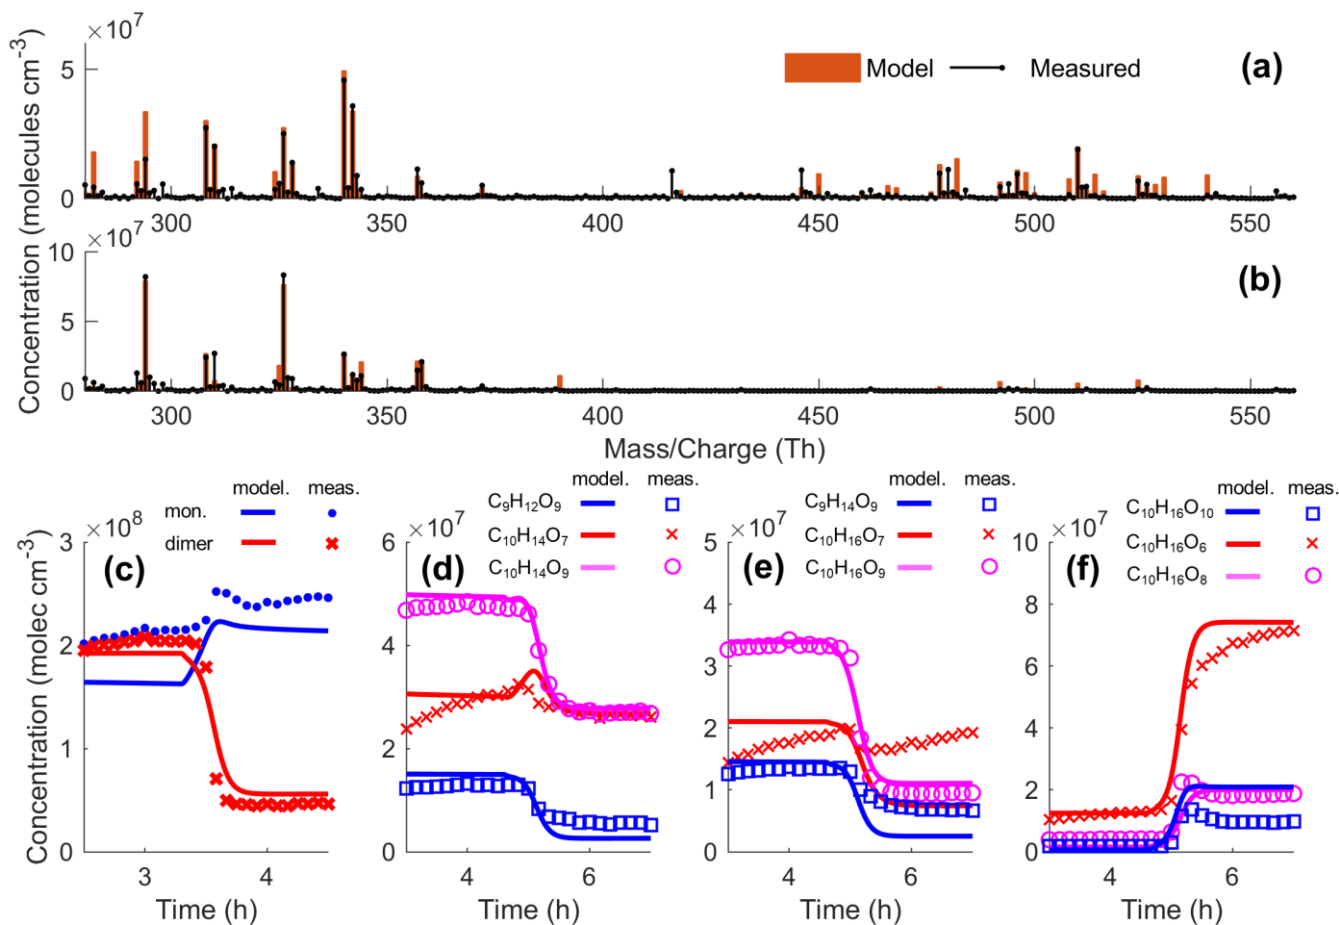 ×10⁷
5
0
Model
Measured
(a)
300
350
400
450
500
550
×10⁷
10
5
0
(b)
300
350
400
450
500
550
Mass/Charge (Th)
Concentration (molecules cm⁻³)
model. meas.
mon.
dimer
×10⁸
3
2
1
0
(c)
3
4
Time (h)
Concentration (molec cm⁻³)
model. meas.
C₉H₁₂O₉
C₁₀H₁₄O₇
C₁₀H₁₄O₉
×10⁷
6
4
2
0
(d)
4
6
Time (h)
model. meas.
C₉H₁₄O₉
C₁₀H₁₆O₇
C₁₀H₁₆O₉
×10⁷
5
4
3
2
1
0
(e)
4
6
Time (h)
model. meas.
C₁₀H₁₆O₁₀
C₁₀H₁₆O₆
C₁₀H₁₆O₈
×10⁷
10
8
6
4
2
0
(f)
4
6
Time (h)